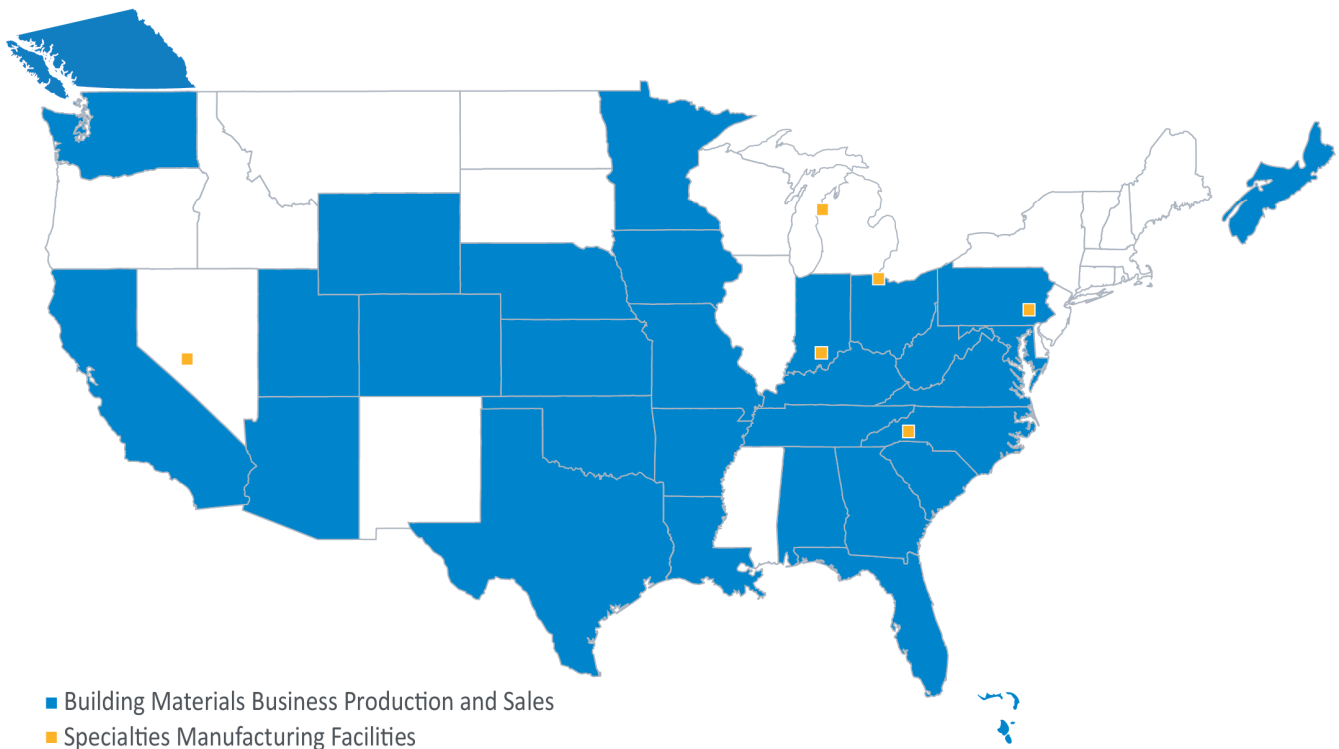 Building Materials Business Production and Sales
Specialties Manufacturing Facilities